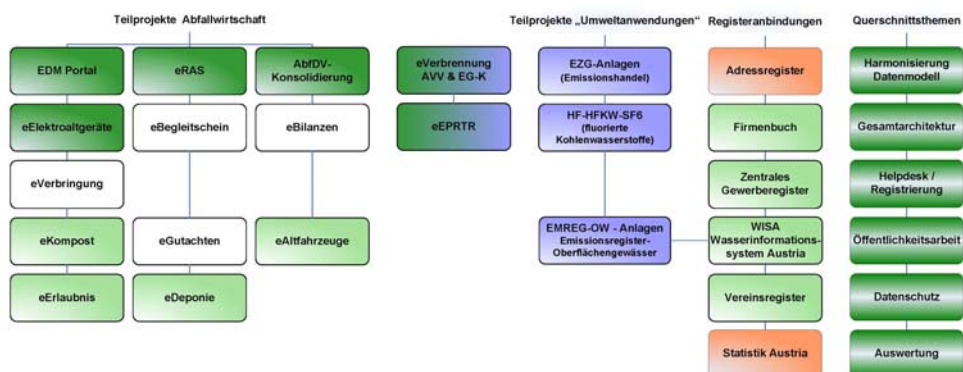 Teilprojekte Abfallwirtschaft
Teilprojekte „Umweltanwendungen"
Registeranbindungen
Querschnittsthemen
EDM Portal
eRAS
AbfDV-
Konsolidierung
eVerbrennung
AVV & EG-K
EZG-Anlagen
(Emissionshandel)
Adressregister
Harmonisierung
Datenmodell
eElektroaltgeräte
eBegleitschein
eBilanzen
eEPRTR
HF-HFKW-SF6
(fluorierte
Kohlenwasserstoffe)
Firmenbuch
Gesamtarchitektur
eVerbringung
Zentrales
Gewerberegister
Helpdesk /
Registrierung
eKompost
eGutachten
eAltfahrzeuge
EMREG-OW - Anlagen
Emissionsregister-
Oberflächengewässer
WISA
Wasserinformations-
system Austria
Öffentlichkeitsarbeit
eErlaubnis
eDeponie
Vereinsregister
Datenschutz
Statistik Austria
Auswertung